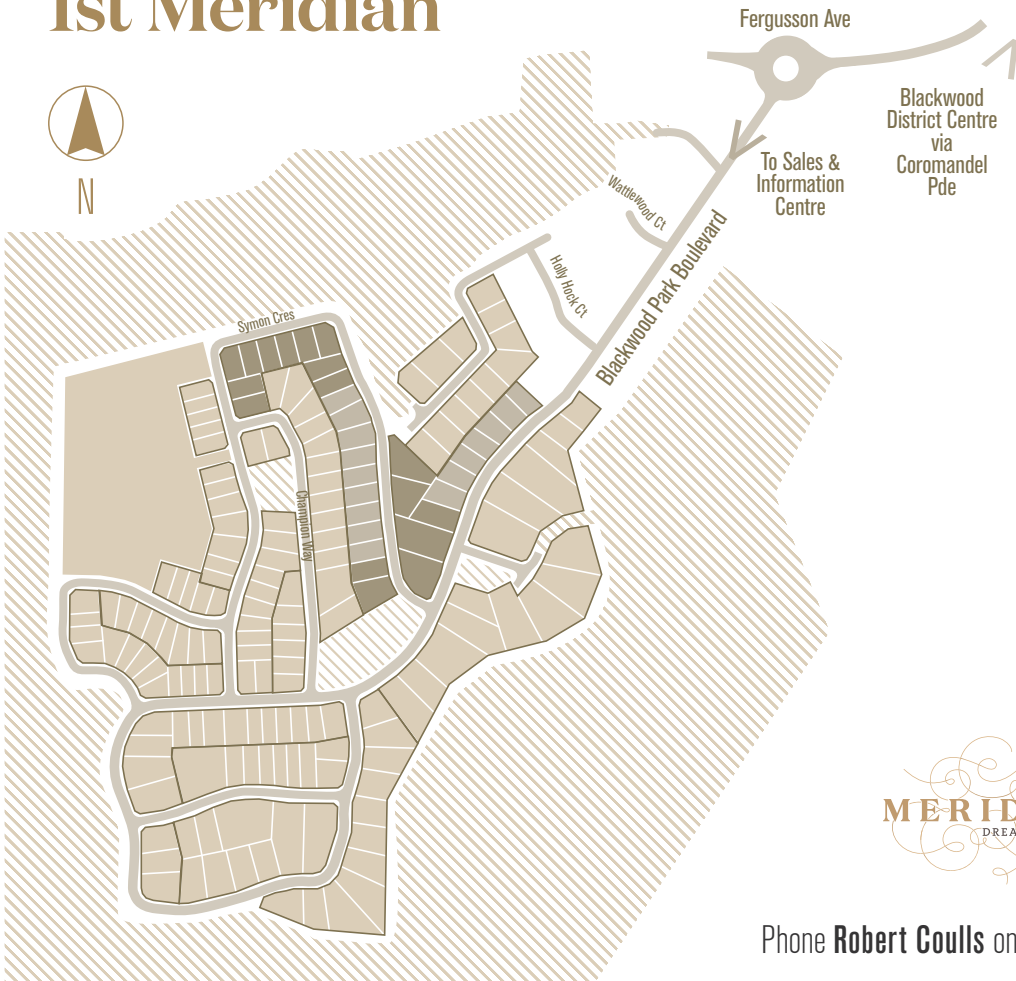 1st Meridian
Fergusson Ave
N
Blackwood
District Centre
via
Coromandel
Pde
To Sales &
Information
Centre
Wattlewood Ct
Blackwood Park Boulevard
Holly Hock Ct
Symon Cres
Champion Way
MERID
DREA
Phone Robert Coulls on